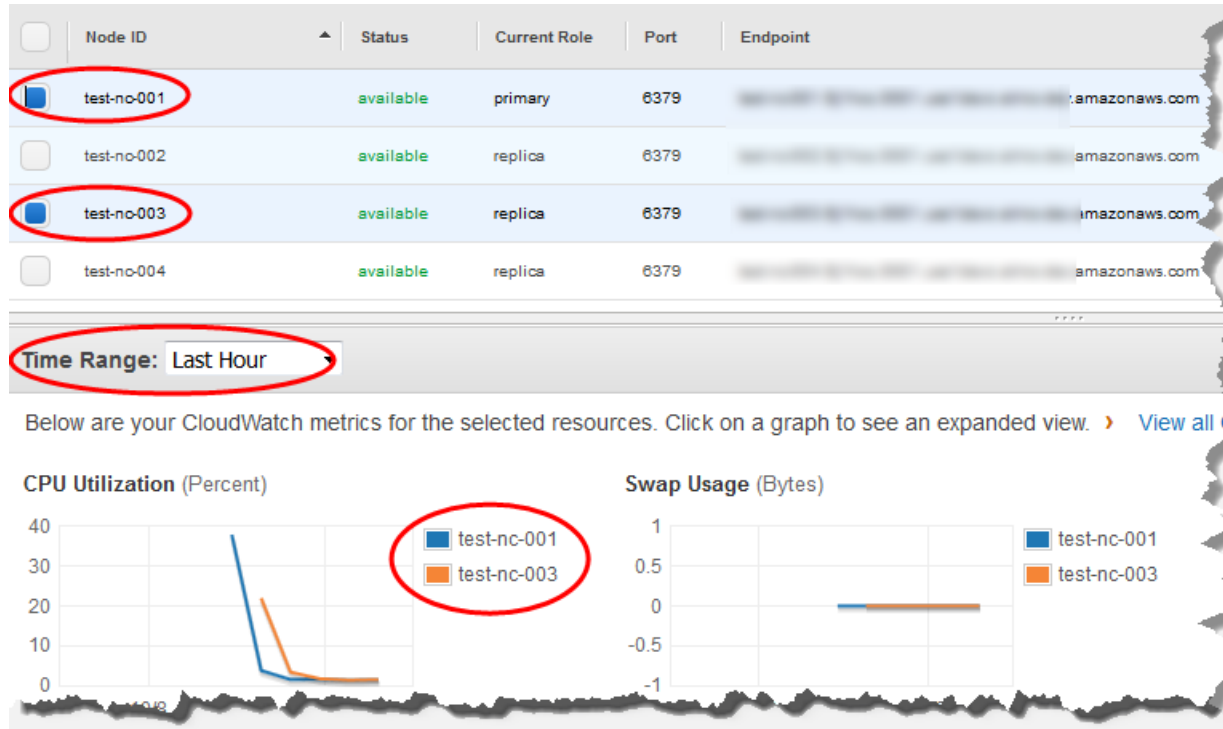 Node ID Status Current Role Port Endpoint
test-nc-001 available primary 6379 .amazonaws.com
test-nc-002 available replica 6379 amazonaws.com
test-nc-003 available replica 6379 amazonaws.com
test-nc-004 available replica 6379 amazonaws.com
Time Range: Last Hour
Below are your CloudWatch metrics for the selected resources. Click on a graph to see an expanded view. › View all
CPU Utilization (Percent) Swap Usage (Bytes)
40 test-nc-001 1 test-nc-001
30 test-nc-003 0.5 test-nc-003
20 0
10 -0.5
0 -1